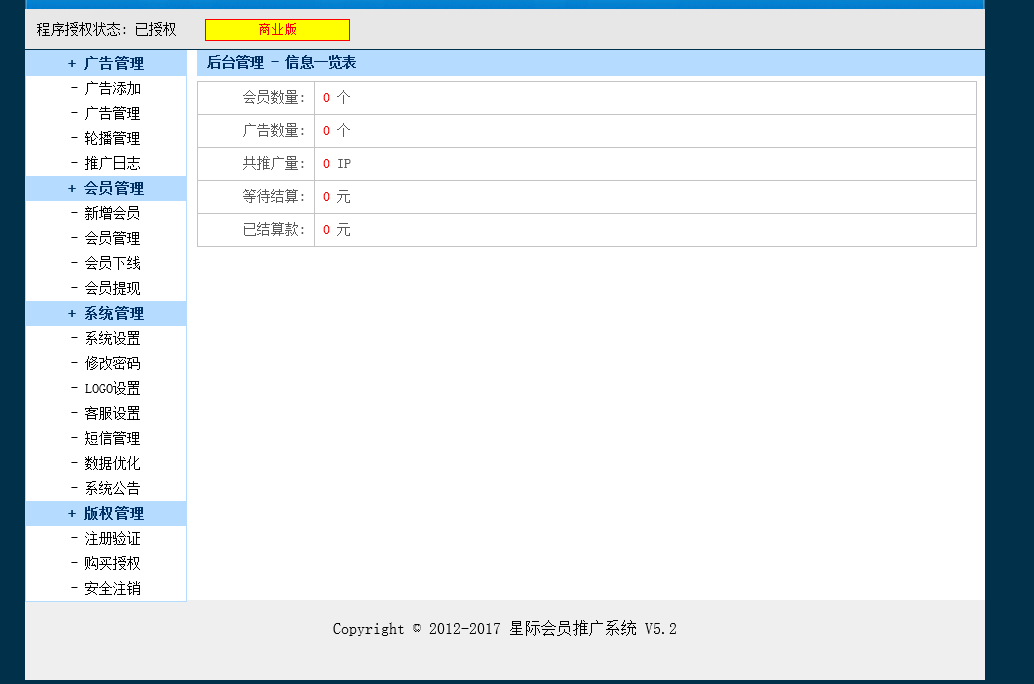 程序授权状态: 已授权 商业版
+ 广告管理
- 广告添加
- 广告管理
- 轮播管理
- 推广日志
+ 会员管理
- 新增会员
- 会员管理
- 会员下线
- 会员提现
+ 系统管理
- 系统设置
- 修改密码
- LOGO设置
- 客服设置
- 短信管理
- 数据优化
- 系统公告
+ 版权管理
- 注册验证
- 购买授权
- 安全注销
后台管理 - 信息一览表
会员数量: 0 个
广告数量: 0 个
共推广量: 0 IP
等待结算: 0 元
已结算款: 0 元
Copyright © 2012-2017 星际会员推广系统 V5.2